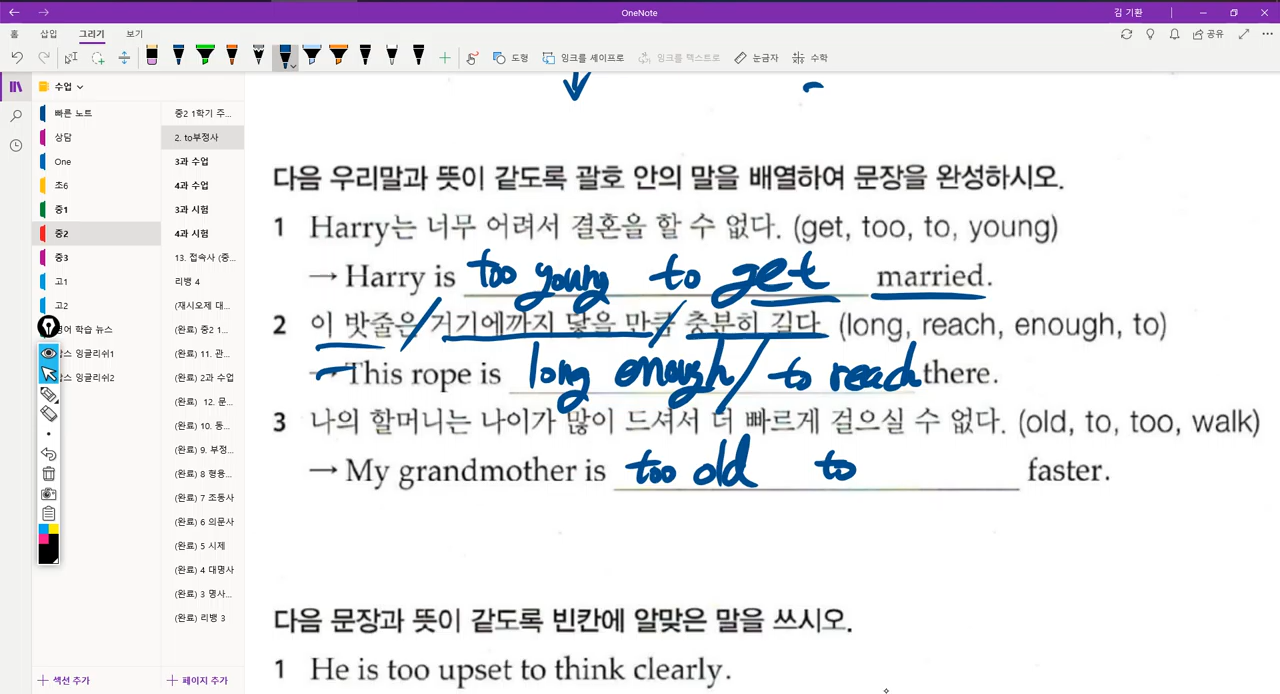 OneNote
김 기환
홈 삽입 그리기 보기
공유
도형 잉크를 셰이프로 잉크를 텍스트로 눈금자 수학
수업
빠른 노트
상담
One
초6
중1
중2
중3
고1
고2
영어 학습 뉴스
스 잉글리쉬1
스 잉글리쉬2
섹션 추가
중2 1학기 주...
2. to부정사
3과 수업
4과 수업
3과 시험
4과 시험
13. 접속사 (중...
리뱅 4
(재시오제 대...
(완료) 중2 1...
(완료) 11. 관...
(완료) 2과 수업
(완료) 12. 문...
(완료) 10. 동...
(완료) 9. 부정...
(완료) 8 형용...
(완료) 7 조동사
(완료) 6 의문사
(완료) 5 시제
(완료) 4 대명사
(완료) 3 명사...
(완료) 리뱅 3
페이지 추가
다음 우리말과 뜻이 같도록 괄호 안의 말을 배열하여 문장을 완성하시오.
1 Harry는 너무 어려서 결혼을 할 수 없다. (get, too, to, young)
→ Harry is too young to get married.
2 이 밧줄은 / 거기에까지 닿을 만큼 / 충분히 길다 (long, reach, enough, to)
This rope is long enough / to reach there.
3 나의 할머니는 나이가 많이 드셔서 더 빠르게 걸으실 수 없다. (old, to, too, walk)
→ My grandmother is too old to faster.
다음 문장과 뜻이 같도록 빈칸에 알맞은 말을 쓰시오.
1 He is too upset to think clearly.